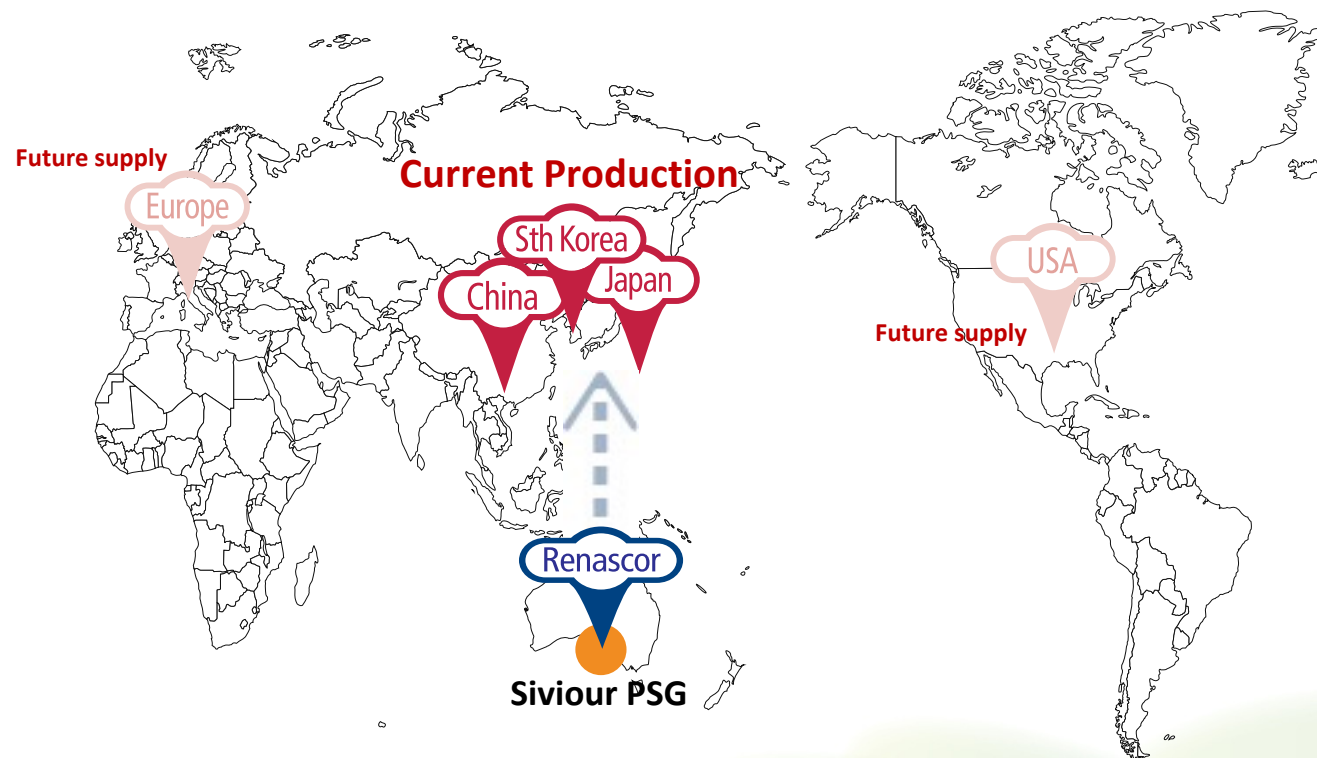 Future supply
Europe
Current Production
Sth Korea
China
Japan
USA
Future supply
Renascor
Siviour PSG